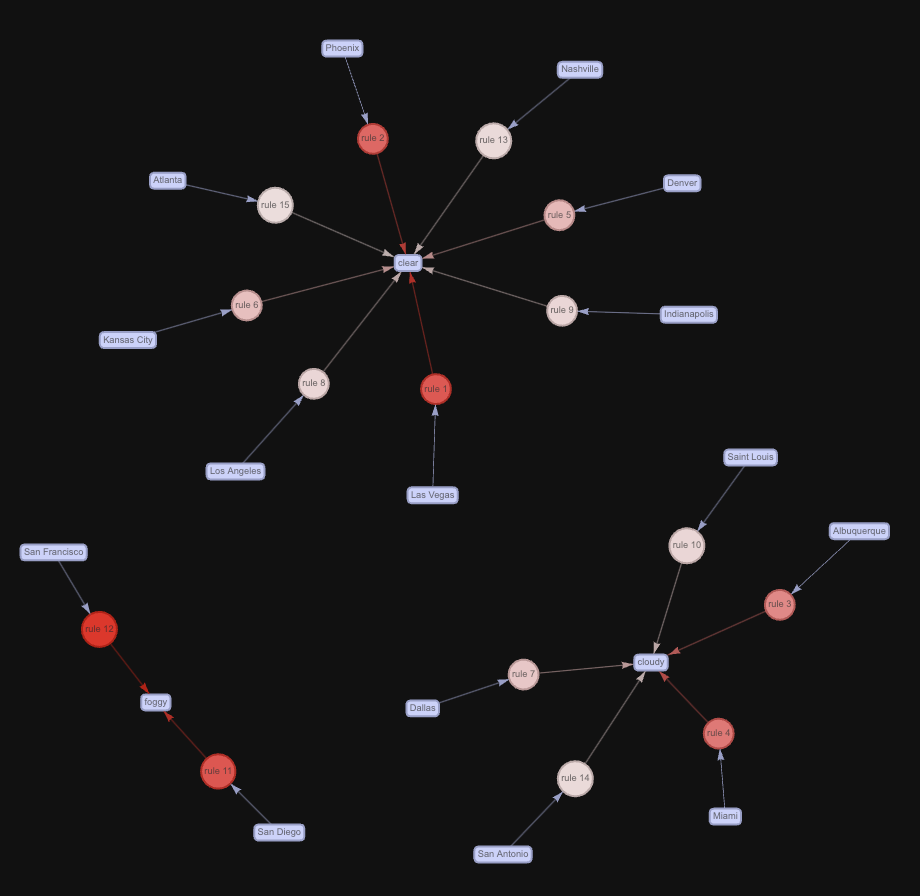 Phoenix
Nashville
rule 2
rule 13
Atlanta
Denver
rule 15
rule 5
clear
rule 6
rule 9
Indianapolis
Kansas City
rule 8
rule 1
Los Angeles
Las Vegas
Saint Louis
Albuquerque
San Francisco
rule 10
rule 3
rule 12
cloudy
rule 7
foggy
Dallas
rule 4
rule 11
rule 14
Miami
San Diego
San Antonio